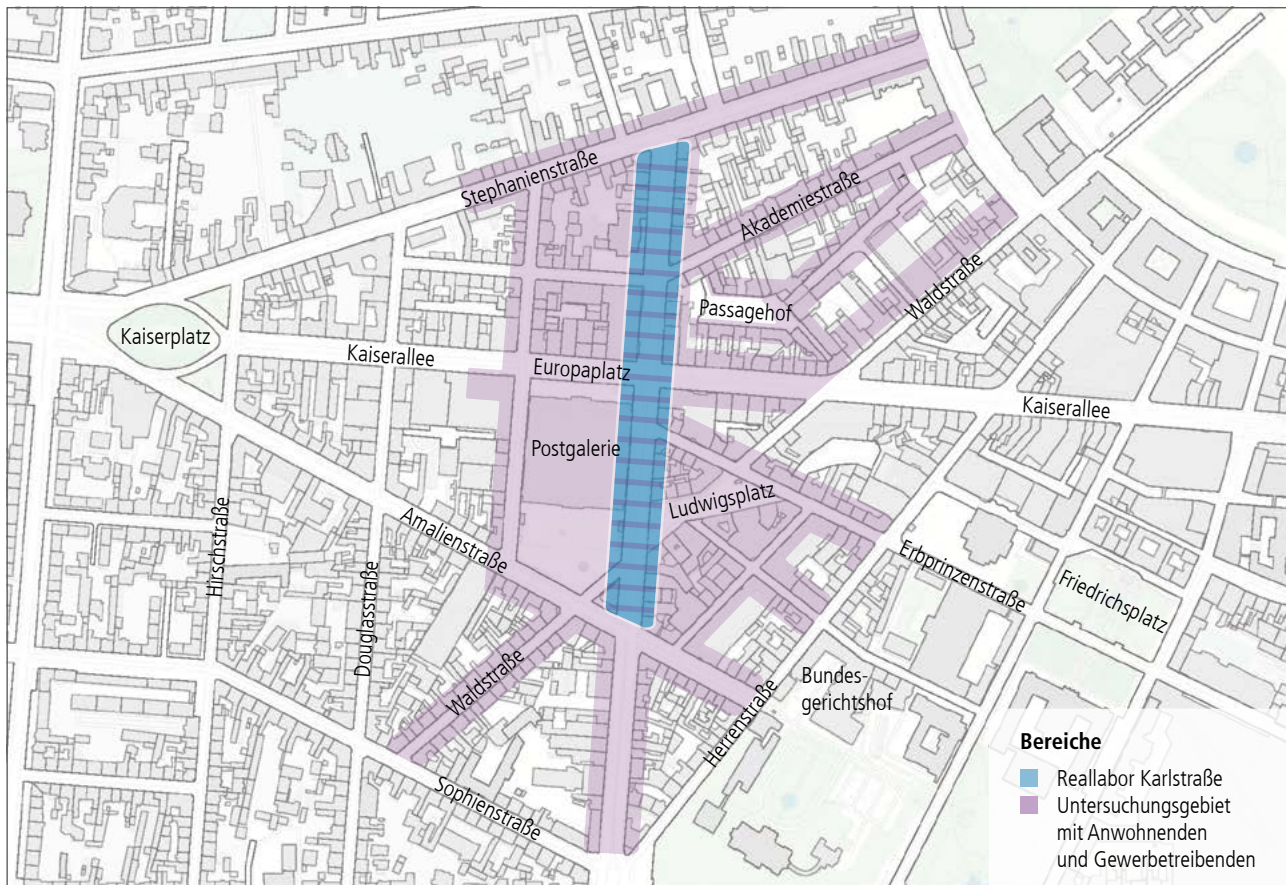 Stephanienstraße
Akademiestraße
Waldstraße
Passagehof
Kaiserplatz
Kaiserallee
Europaplatz
Kaiserallee
Postgalerie
Ludwigsplatz
Amalienstraße
Hirschstraße
Douglasstraße
Erbprinzenstraße
Friedrichsplatz
Waldstraße
Bundes-
gerichtshof
Herrenstraße
Sophienstraße
Bereiche
Reallabor Karlstraße
Untersuchungsgebiet
mit Anwohnenden
und Gewerbetreibenden